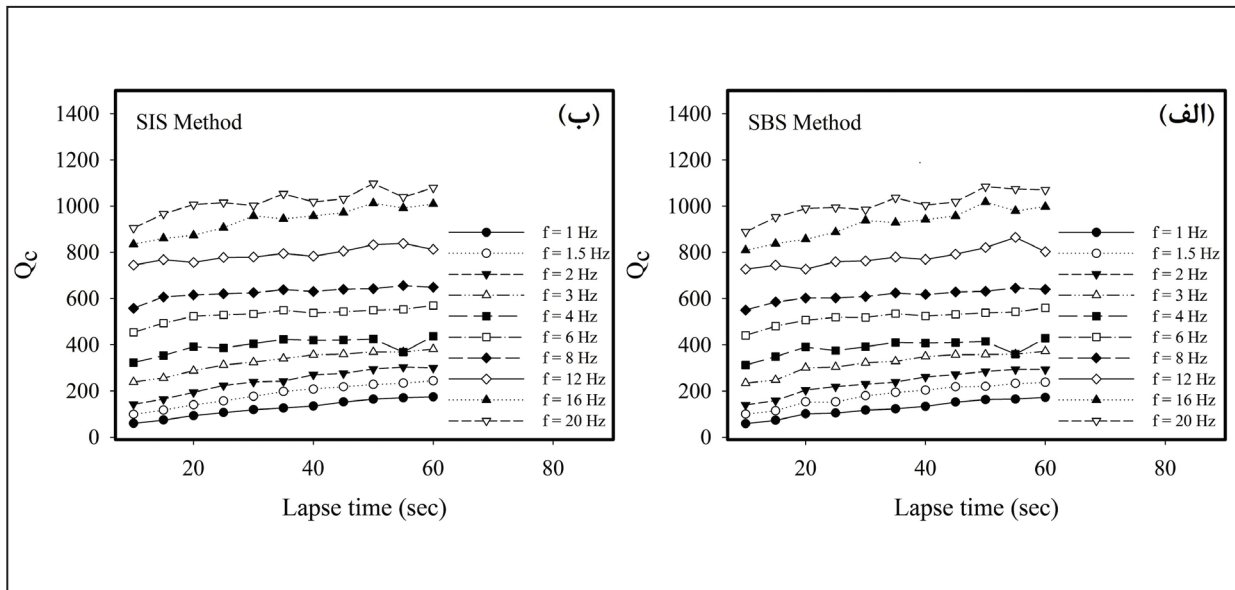 SIS Method
(ب)
1400
1200
1000
800
600
400
200
0
Qc
20
40
60
80
Lapse time (sec)
f = 1 Hz
f = 1.5 Hz
f = 2 Hz
f = 3 Hz
f = 4 Hz
f = 6 Hz
f = 8 Hz
f = 12 Hz
f = 16 Hz
f = 20 Hz
SBS Method
(الف)
1400
1200
1000
800
600
400
200
0
Qc
20
40
60
80
Lapse time (sec)
f = 1 Hz
f = 1.5 Hz
f = 2 Hz
f = 3 Hz
f = 4 Hz
f = 6 Hz
f = 8 Hz
f = 12 Hz
f = 16 Hz
f = 20 Hz